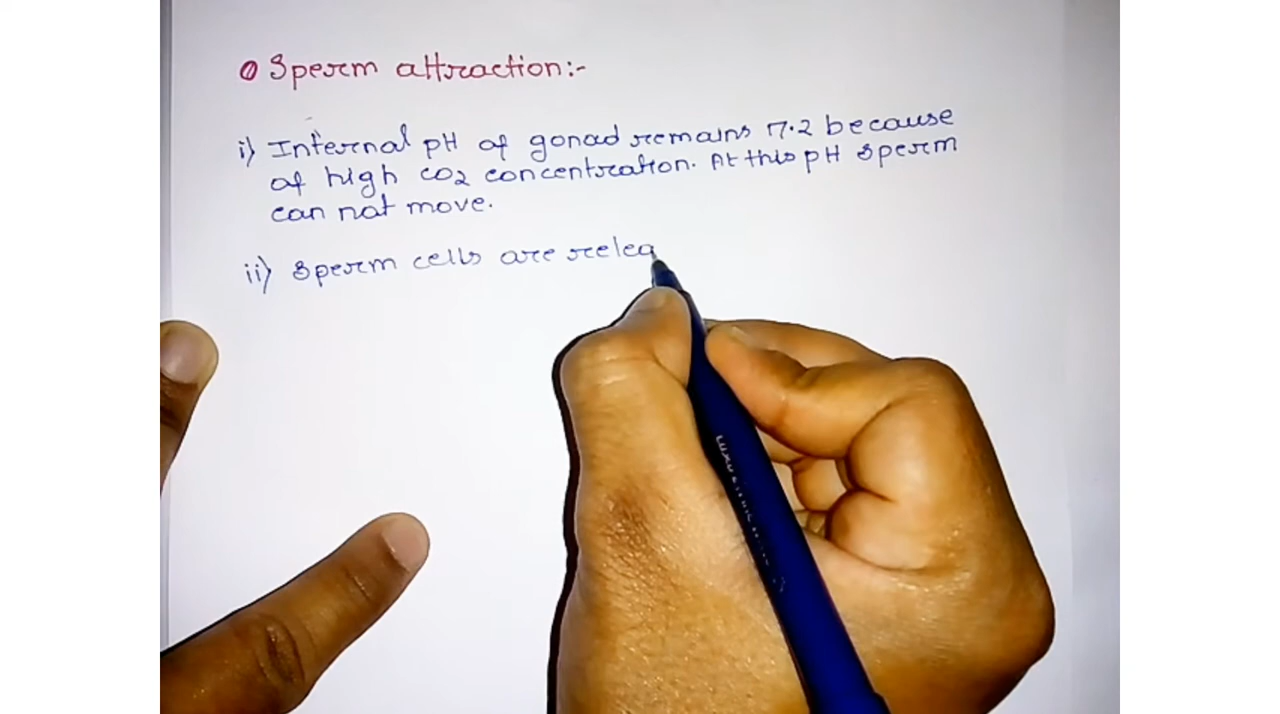 Sperm attraction:-
i) Internal pH of gonad remains 7.2 because
of high CO2 concentration. At this pH sperm
can not move.
ii) Sperm cells are relea